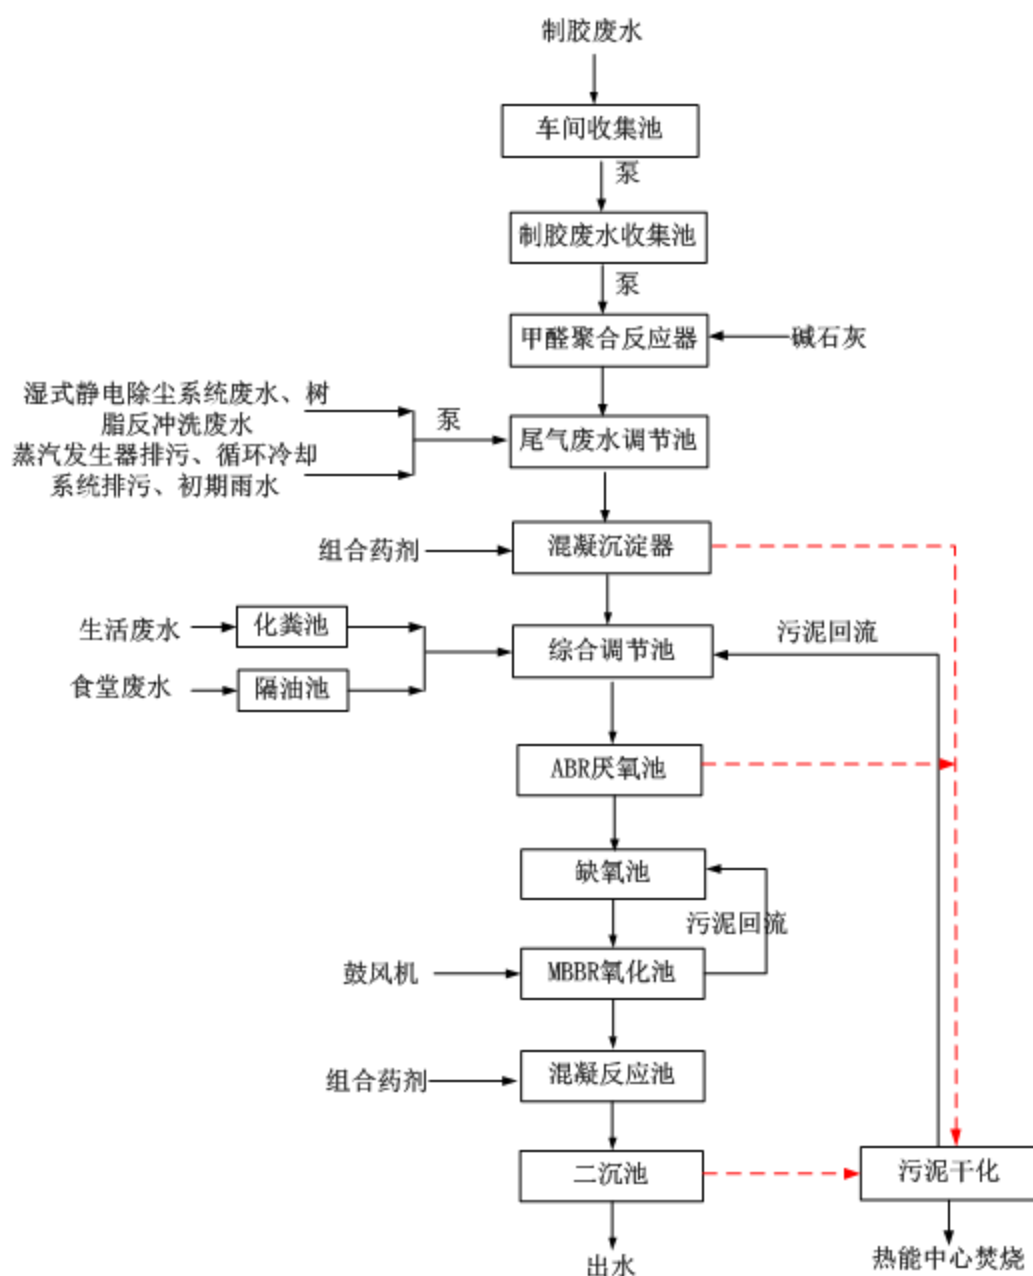 制胶废水
车间收集池
泵
制胶废水收集池
泵
甲醛聚合反应器
碱石灰
湿式静电除尘系统废水、树
脂反冲洗废水
蒸汽发生器排污、循环冷却
系统排污、初期雨水
泵
尾气废水调节池
组合药剂
混凝沉淀器
生活废水
化粪池
食堂废水
隔油池
综合调节池
污泥回流
ABR厌氧池
缺氧池
污泥回流
鼓风机
MBBR氧化池
组合药剂
混凝反应池
二沉池
污泥干化
出水
热能中心焚烧